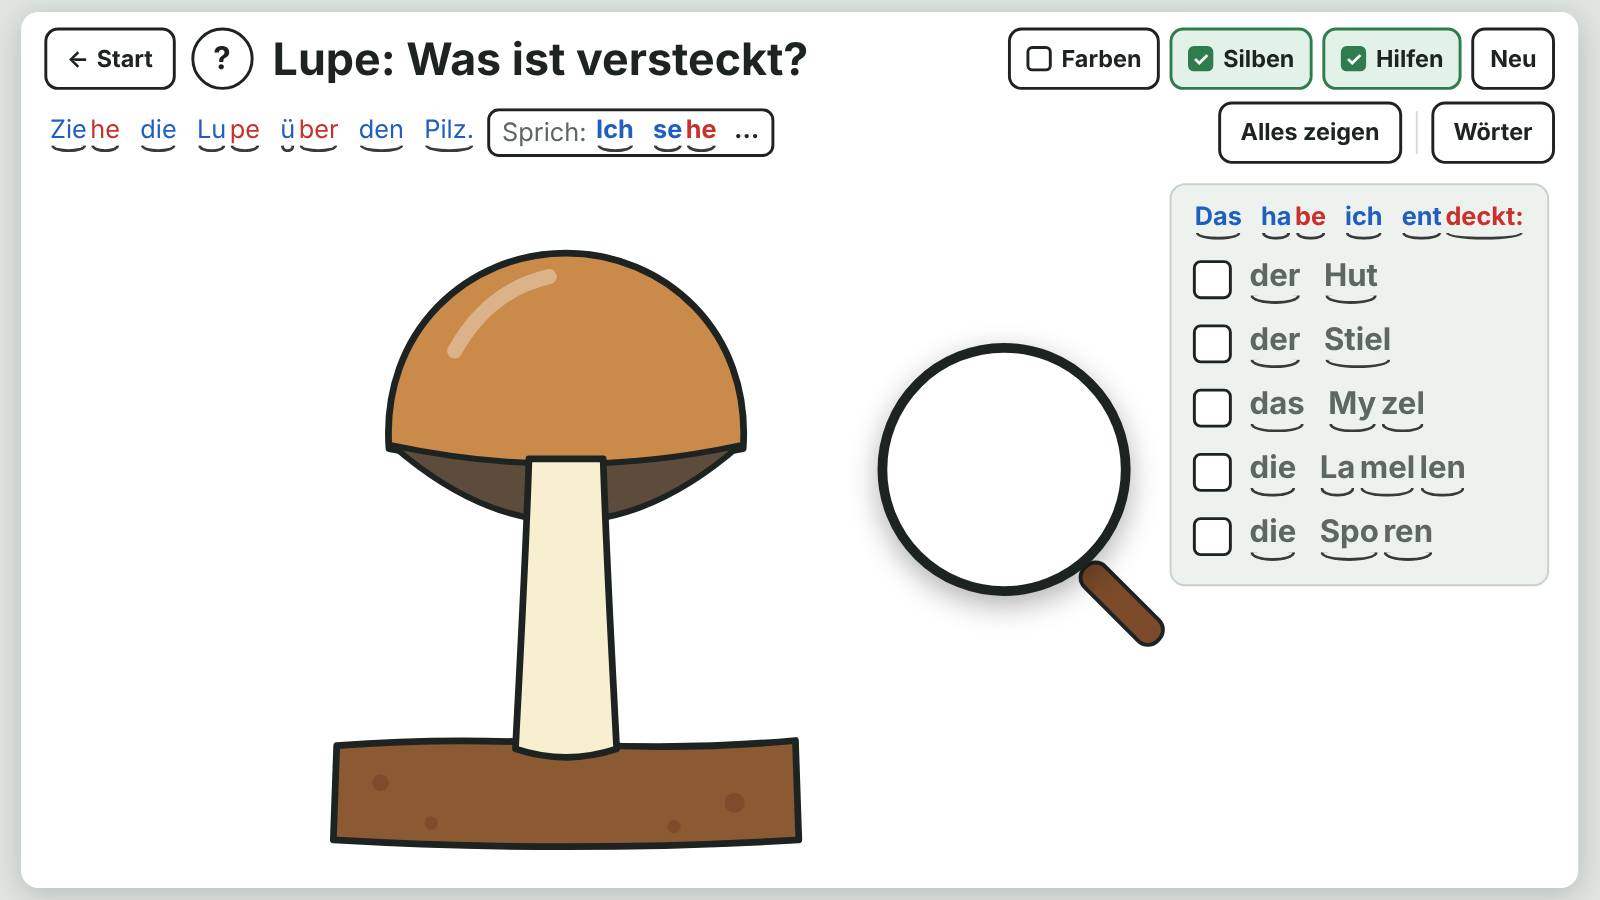 ← Start ? Lupe: Was ist versteckt? Farben Silben Hilfen Neu
Ziehe die Lupe über den Pilz. Sprich: Ich sehe ... Alles zeigen Wörter
Das habe ich entdeckt:
der Hut
der Stiel
das Myzel
die Lamellen
die Sporen